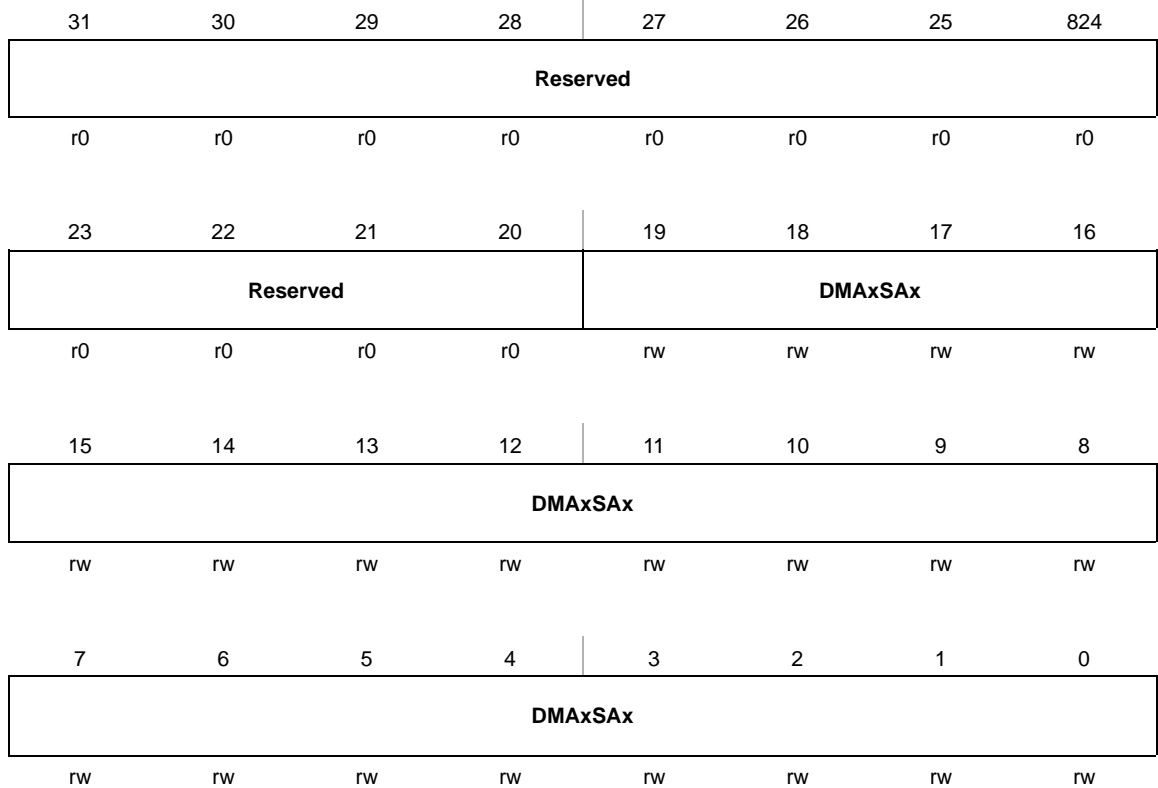 31 30 29 28 27 26 25 824
Reserved
r0 r0 r0 r0 r0 r0 r0 r0
23 22 21 20 19 18 17 16
Reserved DMAxSAx
r0 r0 r0 r0 rw rw rw rw
15 14 13 12 11 10 9 8
DMAxSAx
rw rw rw rw rw rw rw rw
7 6 5 4 3 2 1 0
DMAxSAx
rw rw rw rw rw rw rw rw